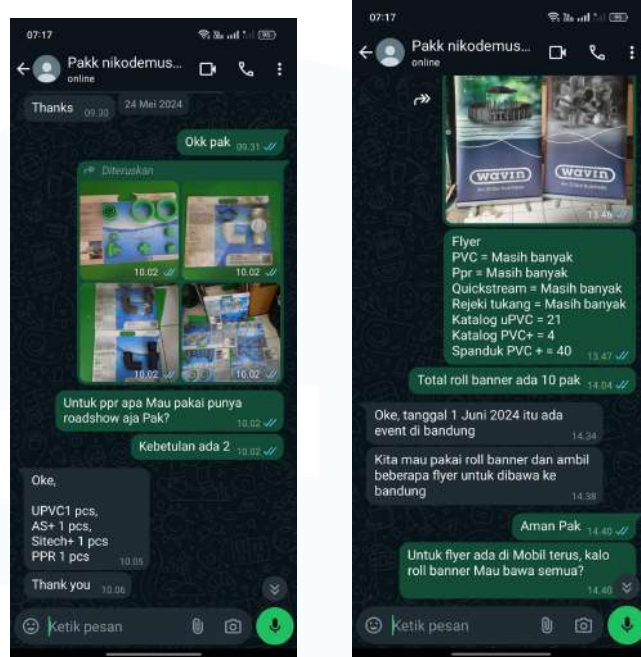 07:17
Pakk nikodemus...
online
Thanks 09.30
24 Mei 2024
Okk pak 09.31
Diteruskan
10.02
10.02
10.02
10.02
Untuk ppr apa Mau pakai punya
roadshow aja Pak?
10.02
Kebetulan ada 2 10.02
Oke,
UPVC1 pcs,
AS+ 1 pcs,
Sitech+ 1 pcs
PPR 1 pcs 10.05
Thank you 10.06
Ketik pesan
07:17
Pakk nikodemus...
online
wavin
wavin
13.46
Flyer
PVC = Masih banyak
Ppr = Masih banyak
Quickstream = Masih banyak
Rejeki tukang = Masih banyak
Katalog uPVC = 21
Katalog PVC+ = 4
Spanduk PVC + = 40 13.47
Total roll banner ada 10 pak 14.04
Oke, tanggal 1 Juni 2024 itu ada
event di bandung
14.34
Kita mau pakai roll banner dan ambil
beberapa flyer untuk dibawa ke
bandung
14.38
Aman Pak 14.40
Untuk flyer ada di Mobil terus, kalo
roll banner Mau bawa semua?
14.40
Ketik pesan